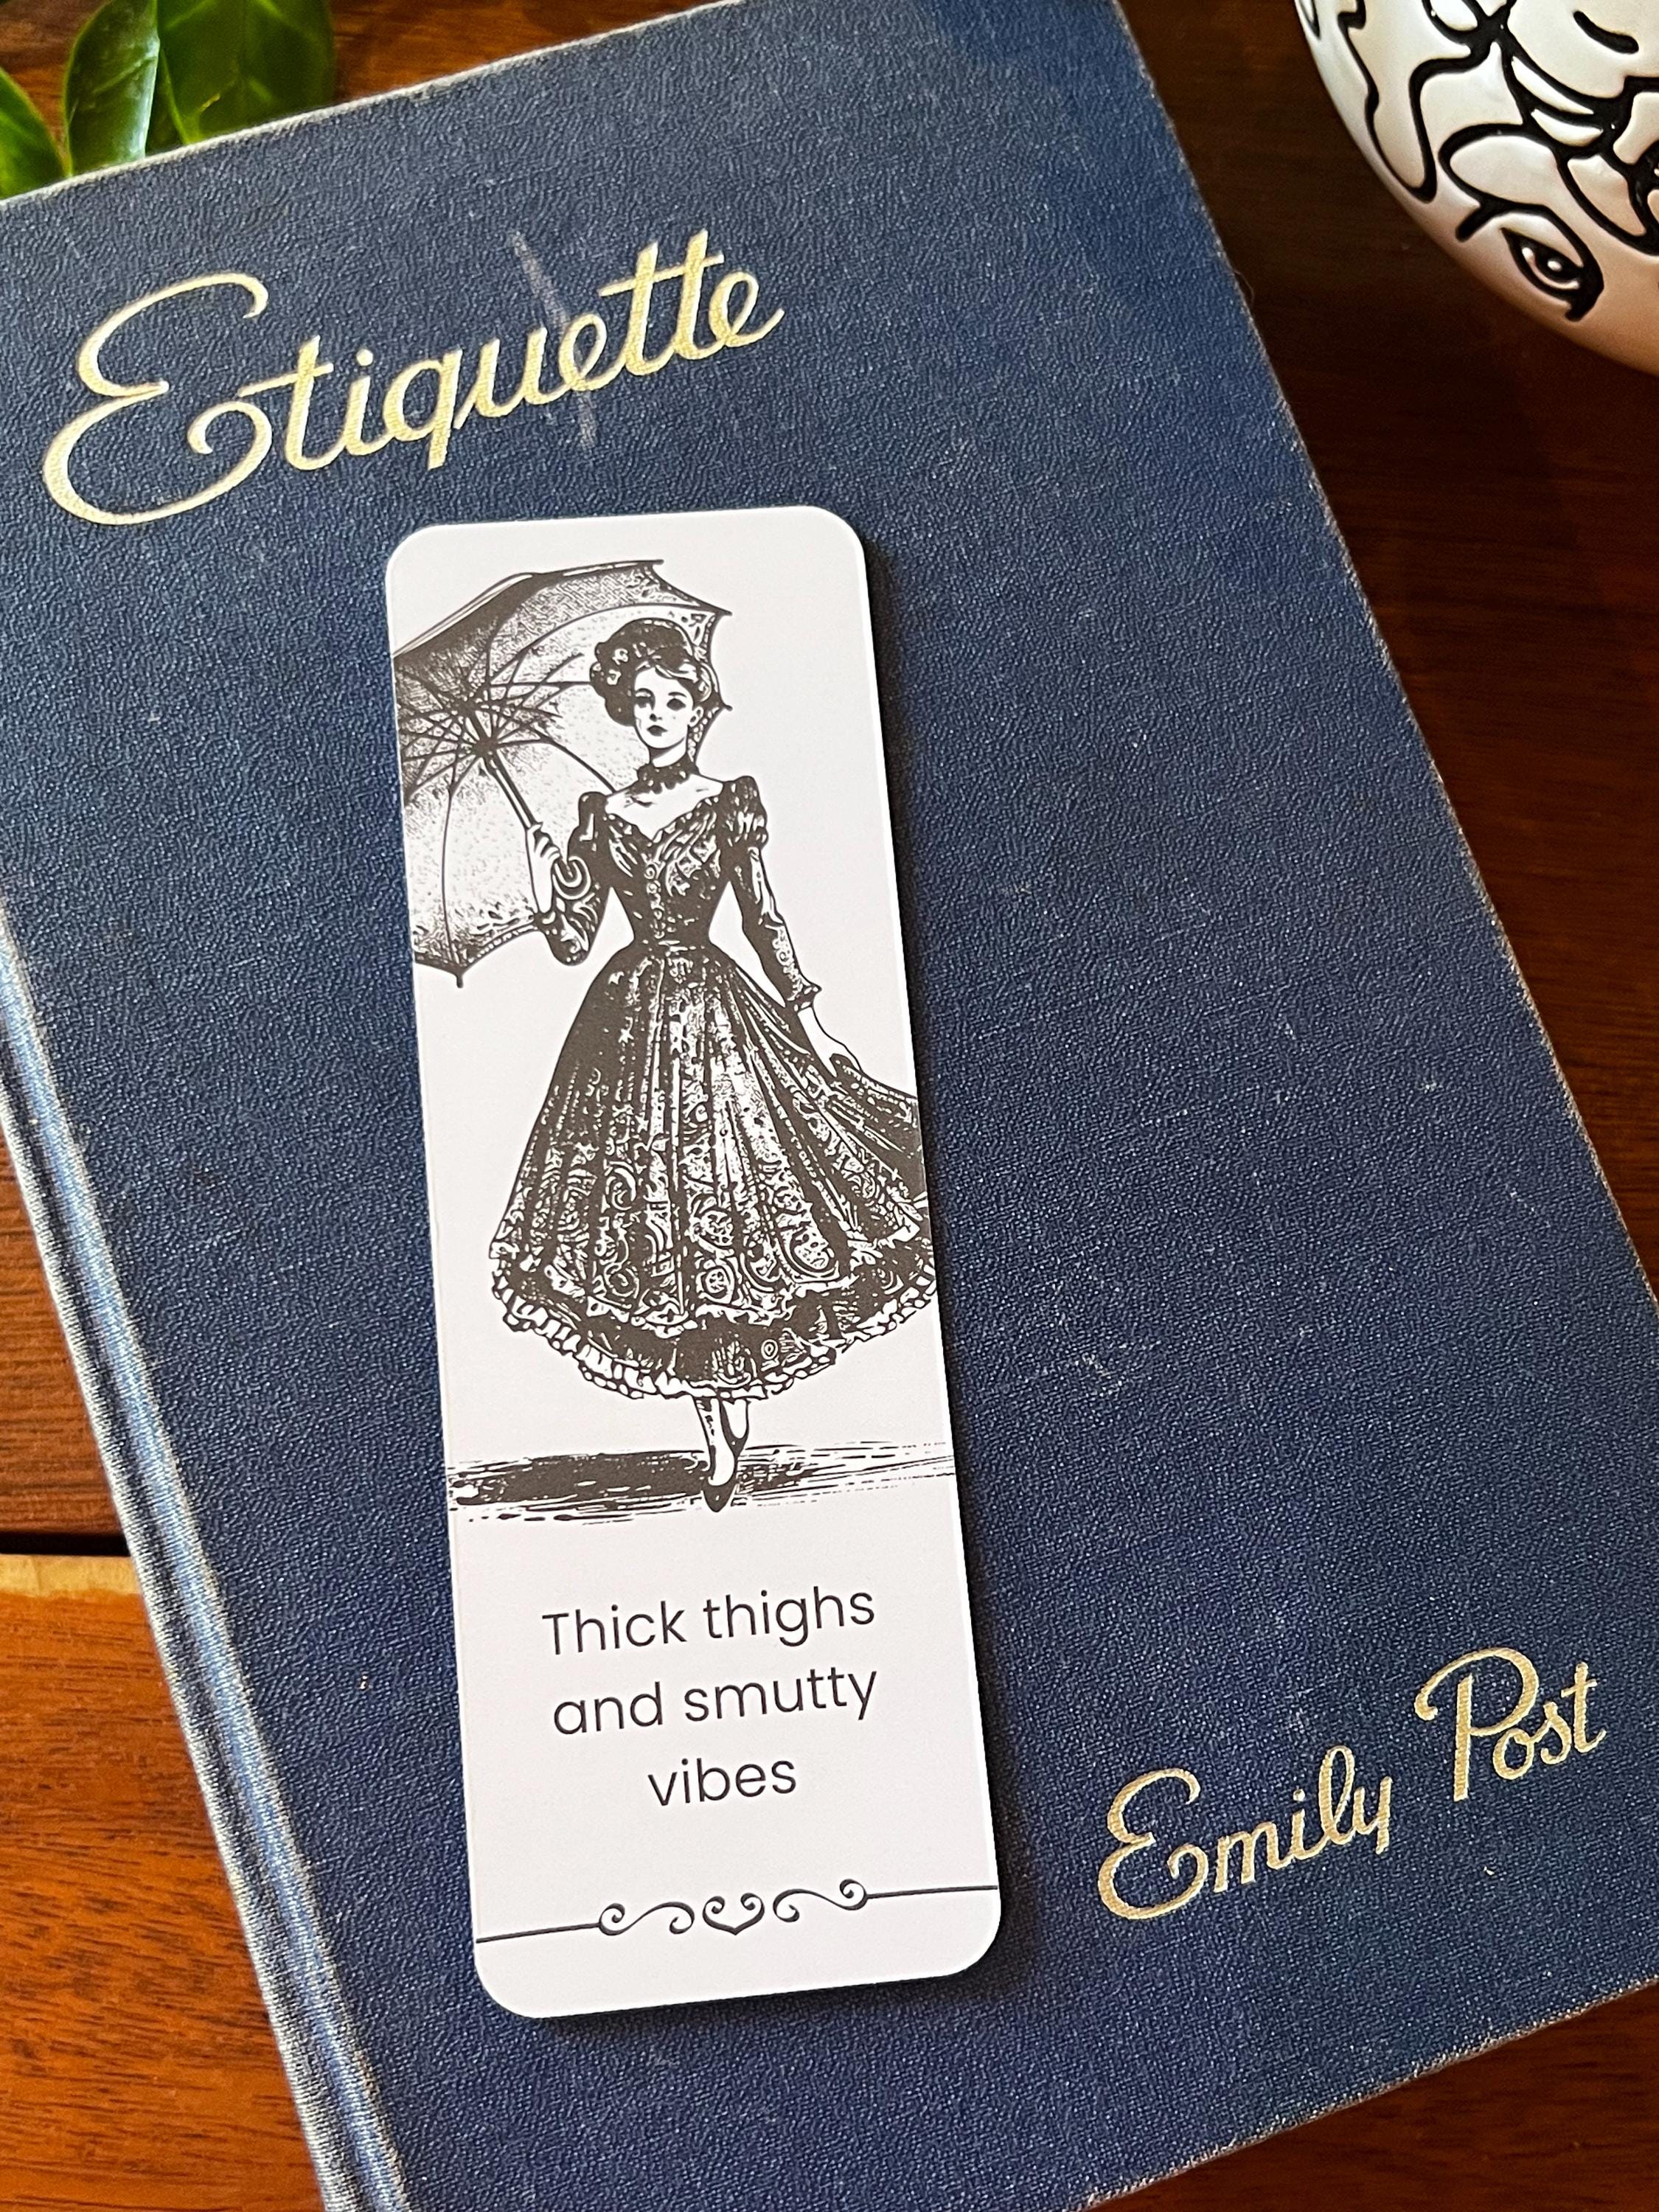 Etiquette
Thick thighs
and smutty
vibes
Emily Post